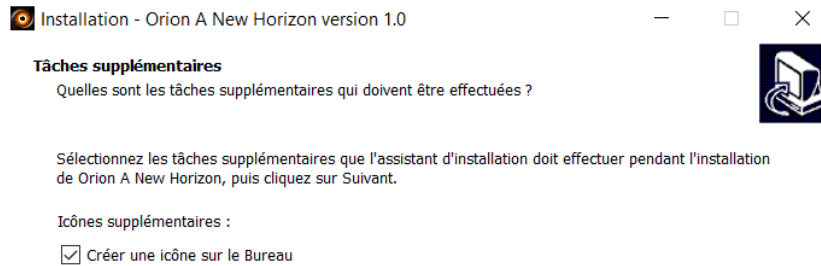 Installation - Orion A New Horizon version 1.0
Tâches supplémentaires
Quelles sont les tâches supplémentaires qui doivent être effectuées ?
Sélectionnez les tâches supplémentaires que l'assistant d'installation doit effectuer pendant l'installation
de Orion A New Horizon, puis cliquez sur Suivant.
Icônes supplémentaires :
Créer une icône sur le Bureau